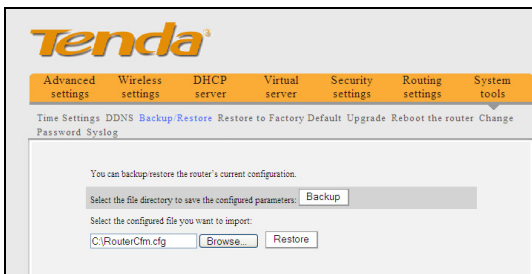 Tenda
Advanced settings Wireless settings DHCP server Virtual server Security settings Routing settings System tools
Time Settings DDNS Backup/Restore Restore to Factory Default Upgrade Reboot the router Change
Password Syslog
You can backup/restore the router's current configuration.
Select the file directory to save the configured parameters: Backup
Select the configured file you want to import:
C:\RouterCfm.cfg Browse... Restore